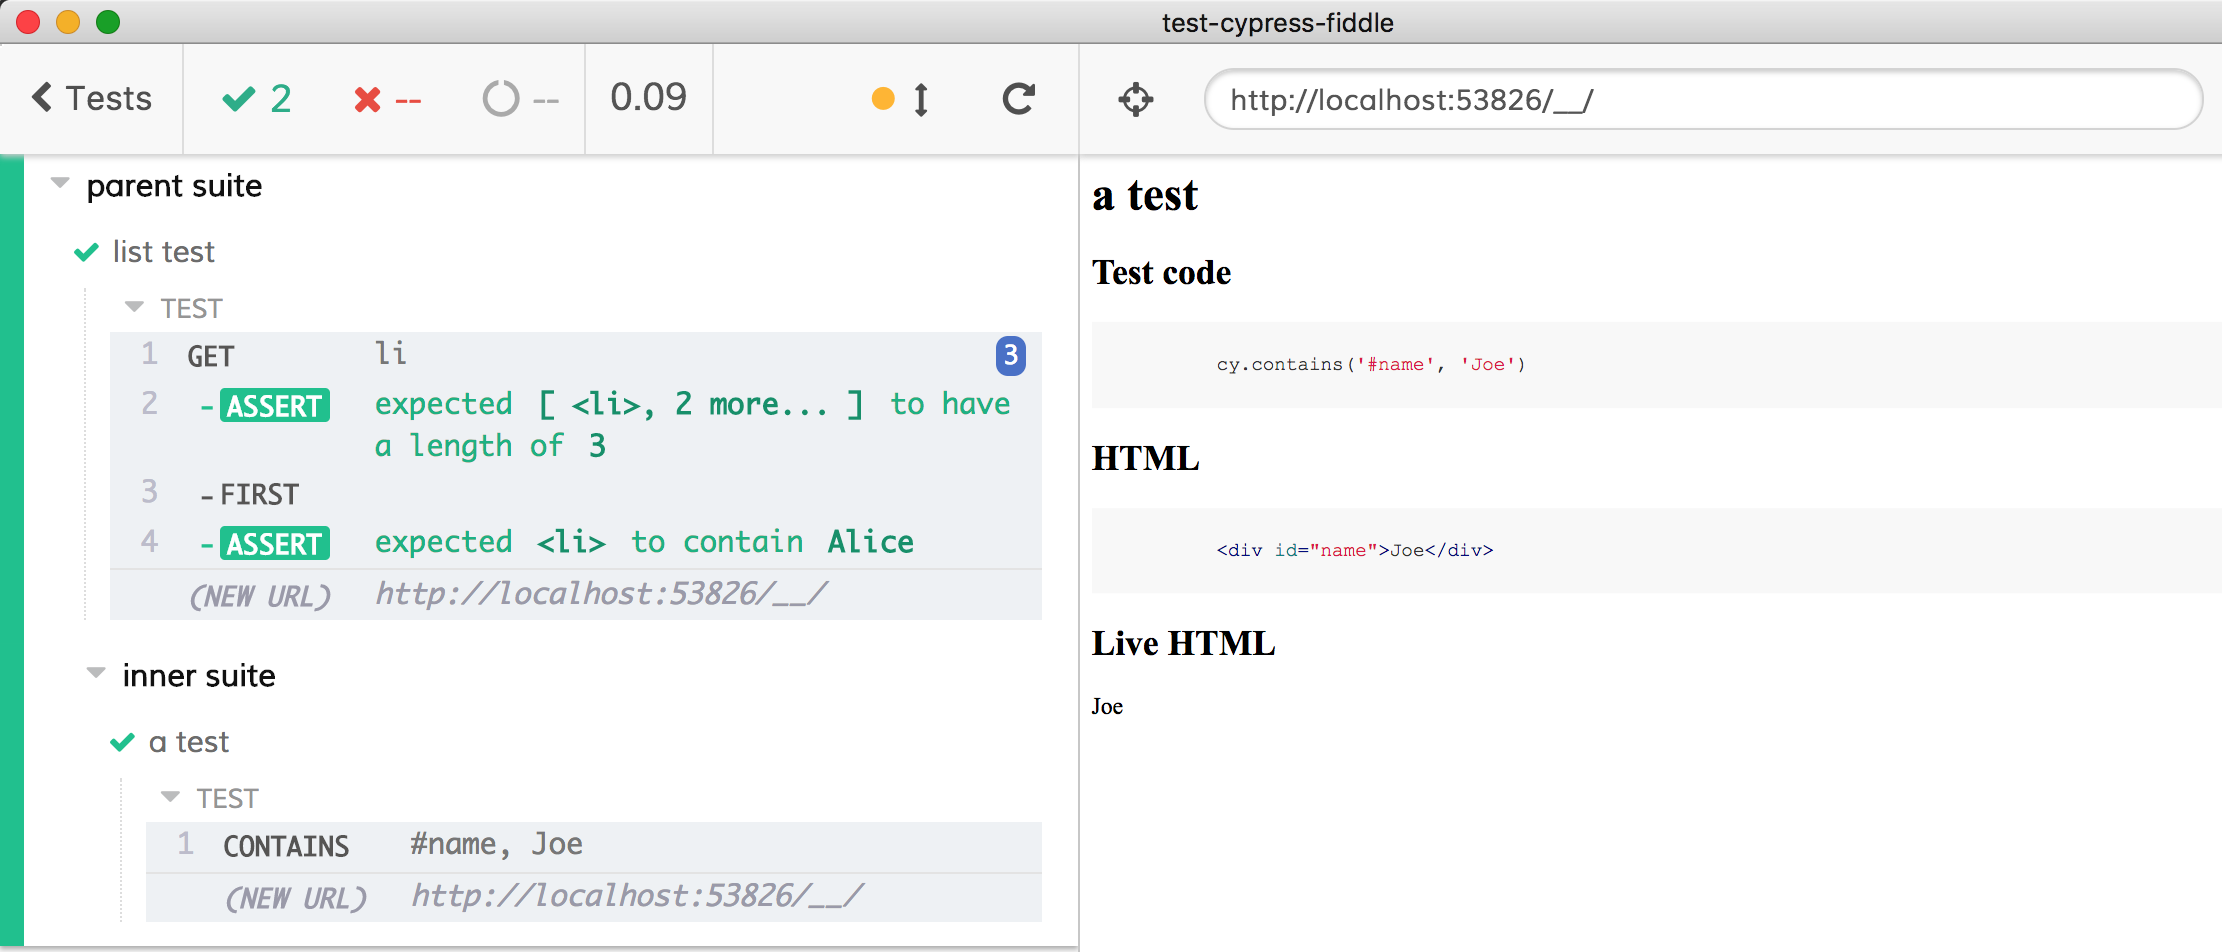 test-cypress-fiddle
Tests
2
--
--
0.09
http://localhost:53826/__/
parent suite
list test
TEST
1 GET li 3
2 -ASSERT expected [ <li>, 2 more... ] to have
a length of 3
3 -FIRST
4 -ASSERT expected <li> to contain Alice
(NEW URL) http://localhost:53826/__/
inner suite
a test
TEST
1 CONTAINS #name, Joe
(NEW URL) http://localhost:53826/__/
a test
Test code
cy.contains('#name', 'Joe')
HTML
<div id="name">Joe</div>
Live HTML
Joe